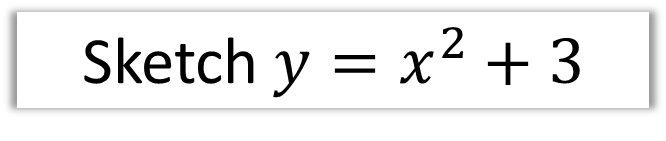 Sketch y = x² + 3